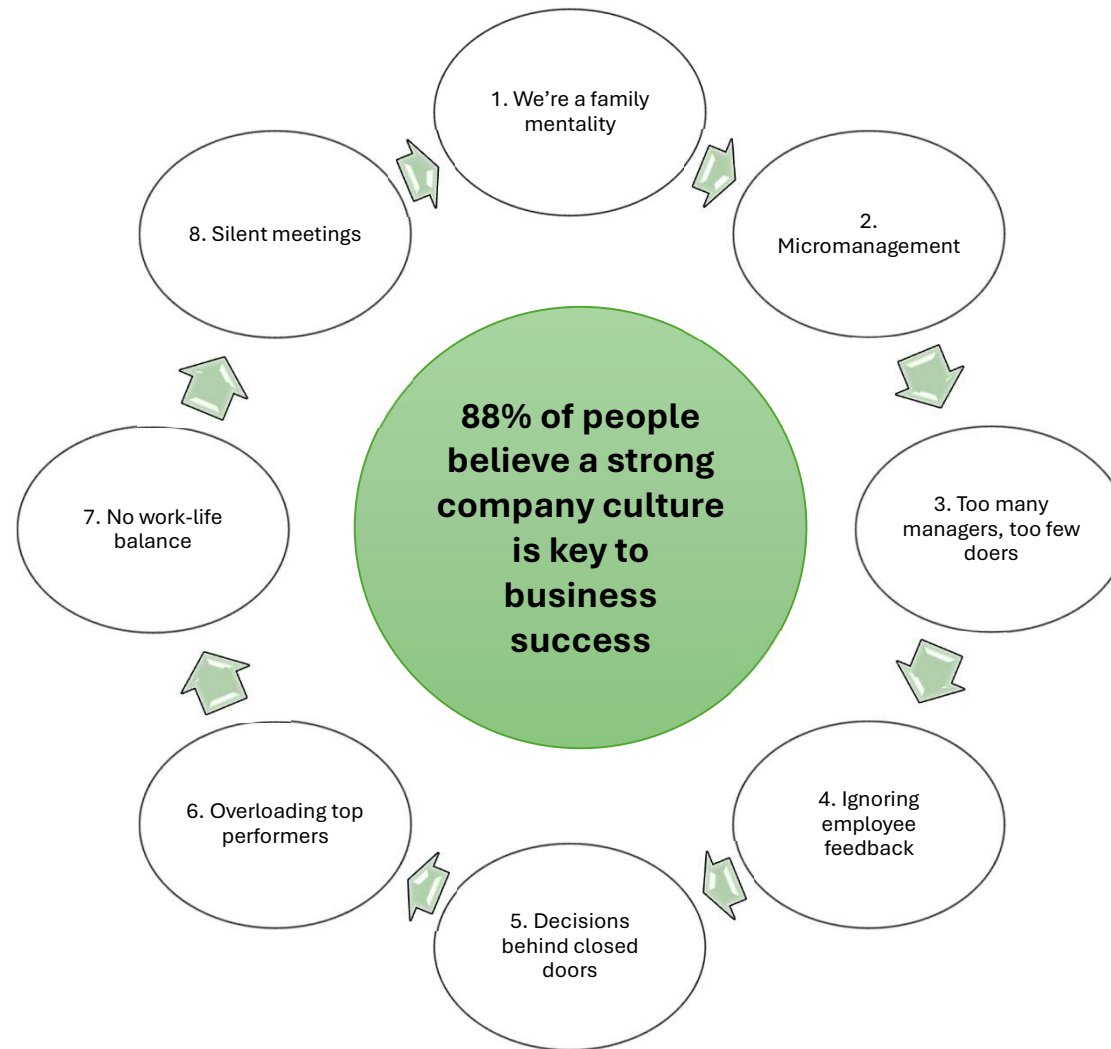 1. We’re a family
mentality
2.
Micromanagement
3. Too many
managers, too few
doers
4. Ignoring
employee
feedback
5. Decisions
behind closed
doors
6. Overloading top
performers
7. No work-life
balance
8. Silent meetings
88% of people
believe a strong
company culture
is key to
business
success